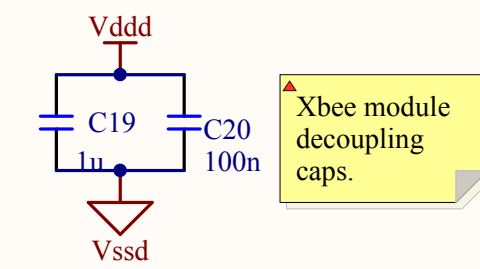 Vddd
C19
1u
C20
100n
Vssd
Xbee module
decoupling
caps.